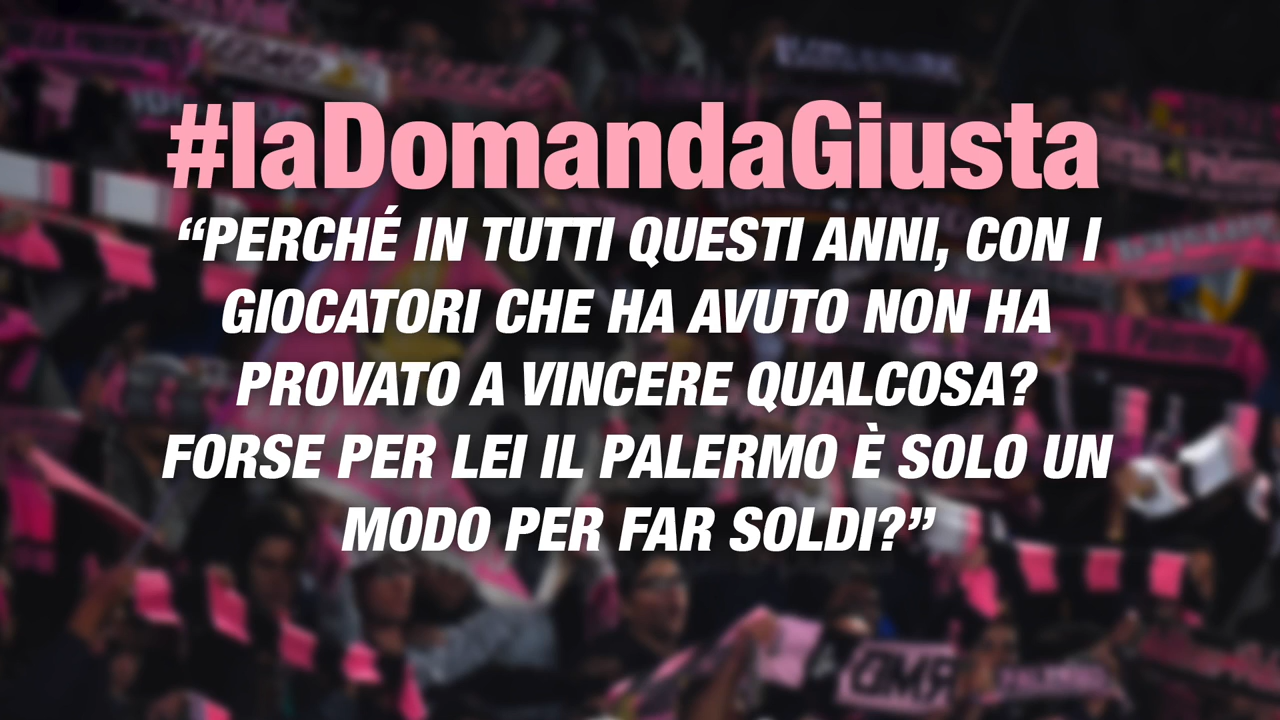 #laDomandaGiusta
“PERCHÉ IN TUTTI QUESTI ANNI, CON I
GIOCATORI CHE HA AVUTO NON HA
PROVATO A VINCERE QUALCOSA?
FORSE PER LEI IL PALERMO È SOLO UN
MODO PER FAR SOLDI?”